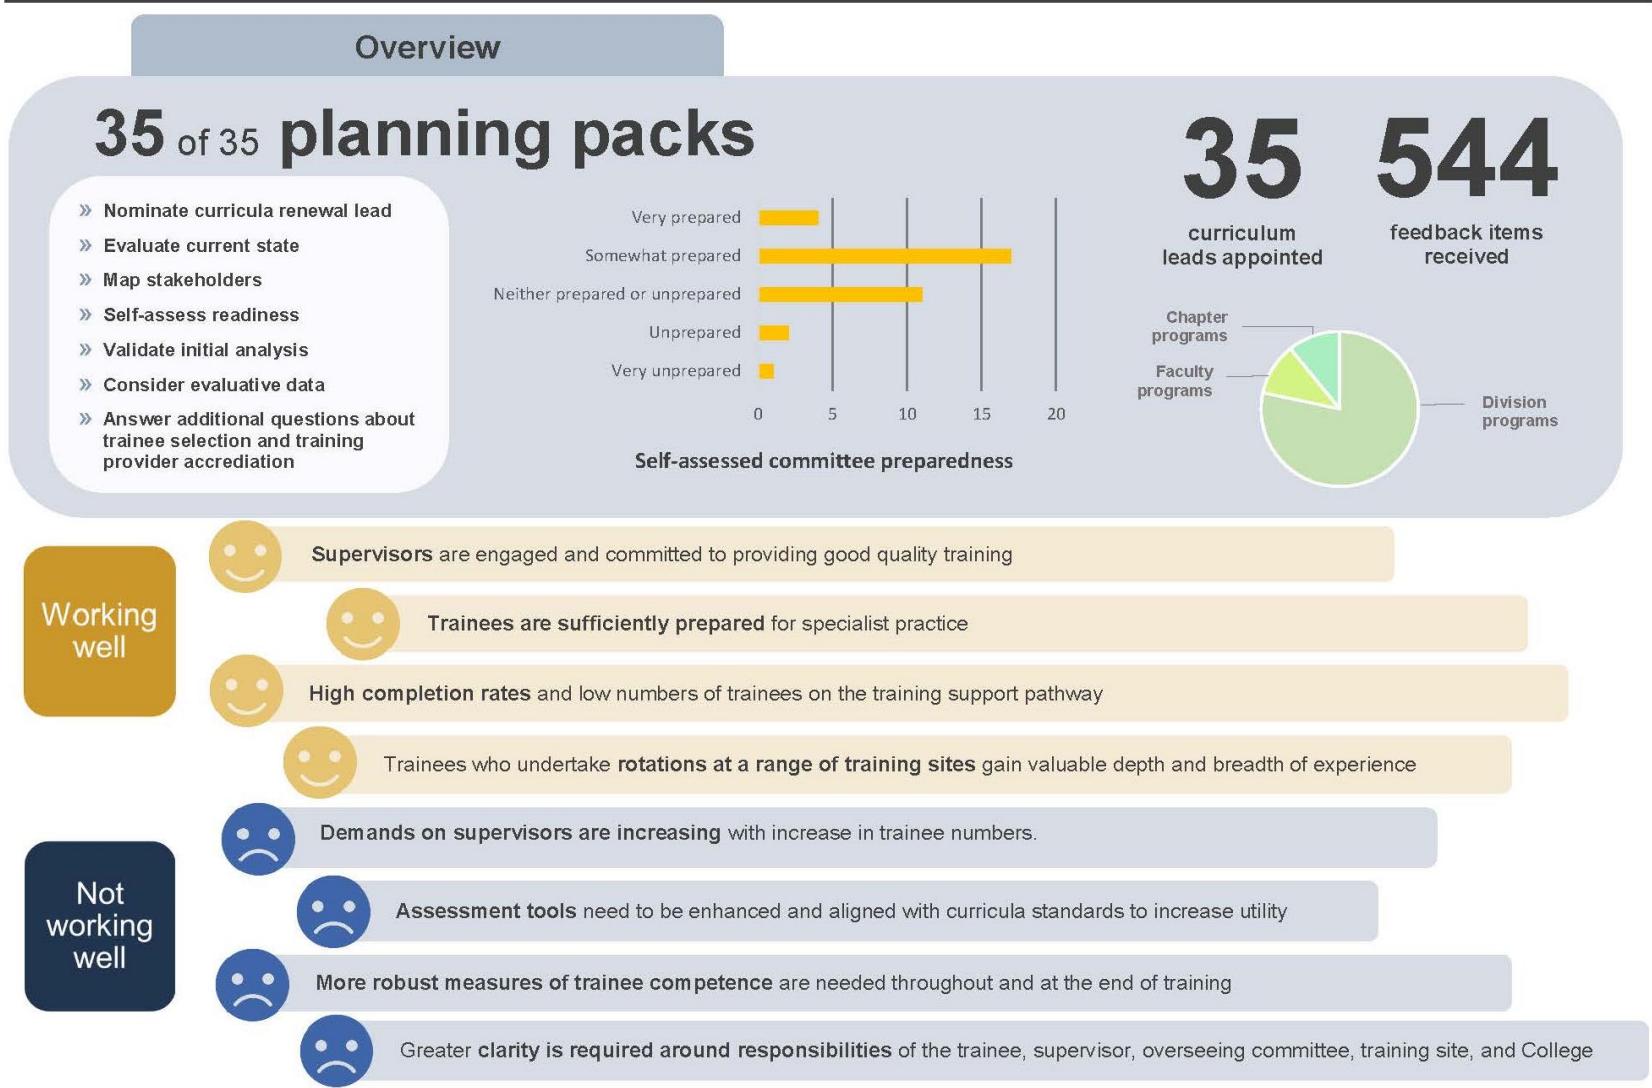 Overview
35 of 35 planning packs
» Nominate curricula renewal lead
» Evaluate current state
» Map stakeholders
» Self-assess readiness
» Validate initial analysis
» Consider evaluative data
» Answer additional questions about
trainee selection and training
provider accrediation
Very prepared
Somewhat prepared
Neither prepared or unprepared
Unprepared
Very unprepared
0 5 10 15 20
Self-assessed committee preparedness
35
curriculum
leads appointed
544
feedback items
received
Chapter
programs
Faculty
programs
Division
programs
Working
well
Supervisors are engaged and committed to providing good quality training
Trainees are sufficiently prepared for specialist practice
High completion rates and low numbers of trainees on the training support pathway
Trainees who undertake rotations at a range of training sites gain valuable depth and breadth of experience
Not
working
well
Demands on supervisors are increasing with increase in trainee numbers.
Assessment tools need to be enhanced and aligned with curricula standards to increase utility
More robust measures of trainee competence are needed throughout and at the end of training
Greater clarity is required around responsibilities of the trainee, supervisor, overseeing committee, training site, and College